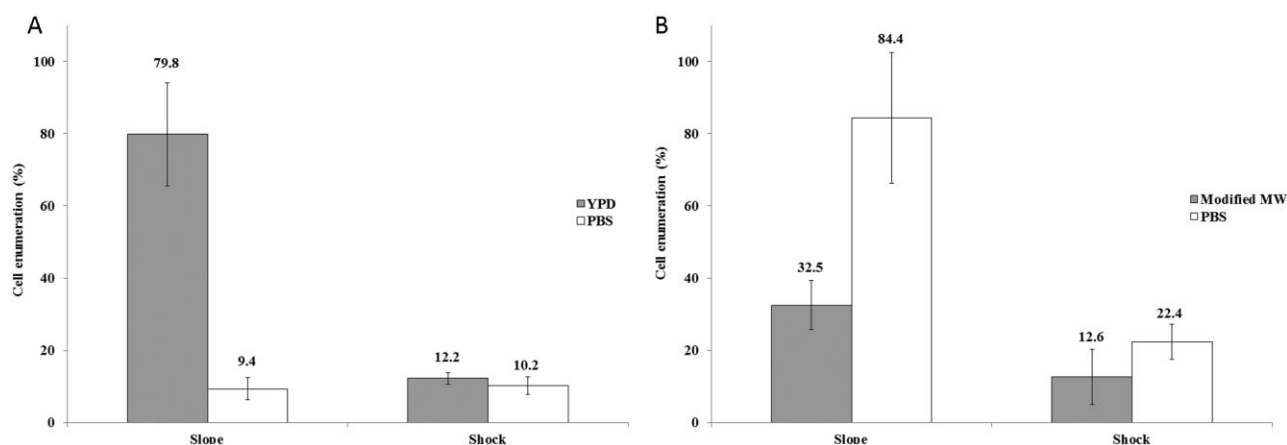 A
79.8
100
80
60
40
20
0
Cell enumeration (%)
9.4
12.2
10.2
YPD
PBS
Slope
Shock
B
84.4
100
80
60
40
20
0
Cell enumeration (%)
32.5
12.6
22.4
Modified MW
PBS
Slope
Shock